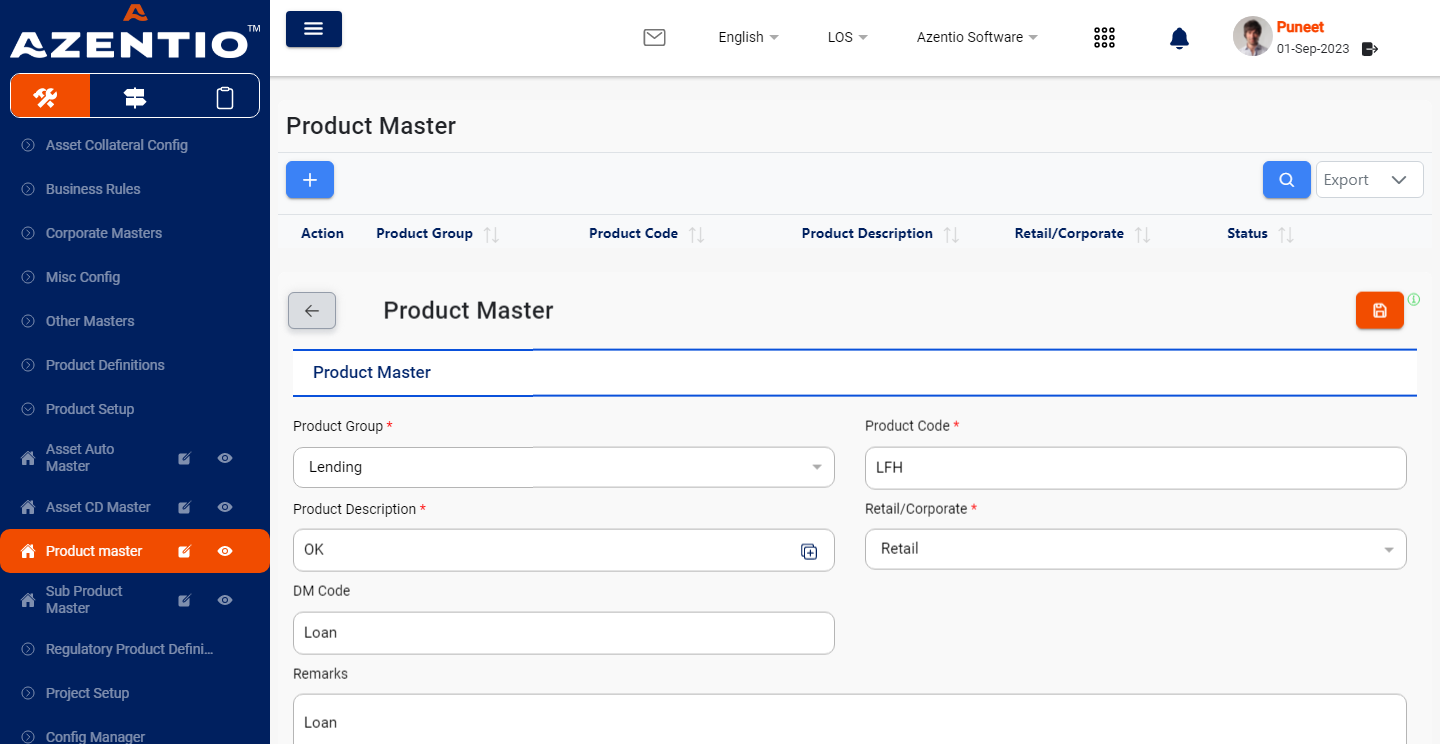 AZENTIO™
English
LOS
Azentio Software
Puneet
01-Sep-2023
Asset Collateral Config
Business Rules
Corporate Masters
Misc Config
Other Masters
Product Definitions
Product Setup
Asset Auto
Master
Asset CD Master
Product master
Sub Product
Master
Regulatory Product Defini...
Project Setup
Config Manager
Product Master
Export
Action
Product Group
Product Code
Product Description
Retail/Corporate
Status
Product Master
Product Master
Product Group *
Product Code *
Lending
LFH
Product Description *
Retail/Corporate *
OK
Retail
DM Code
Loan
Remarks
Loan